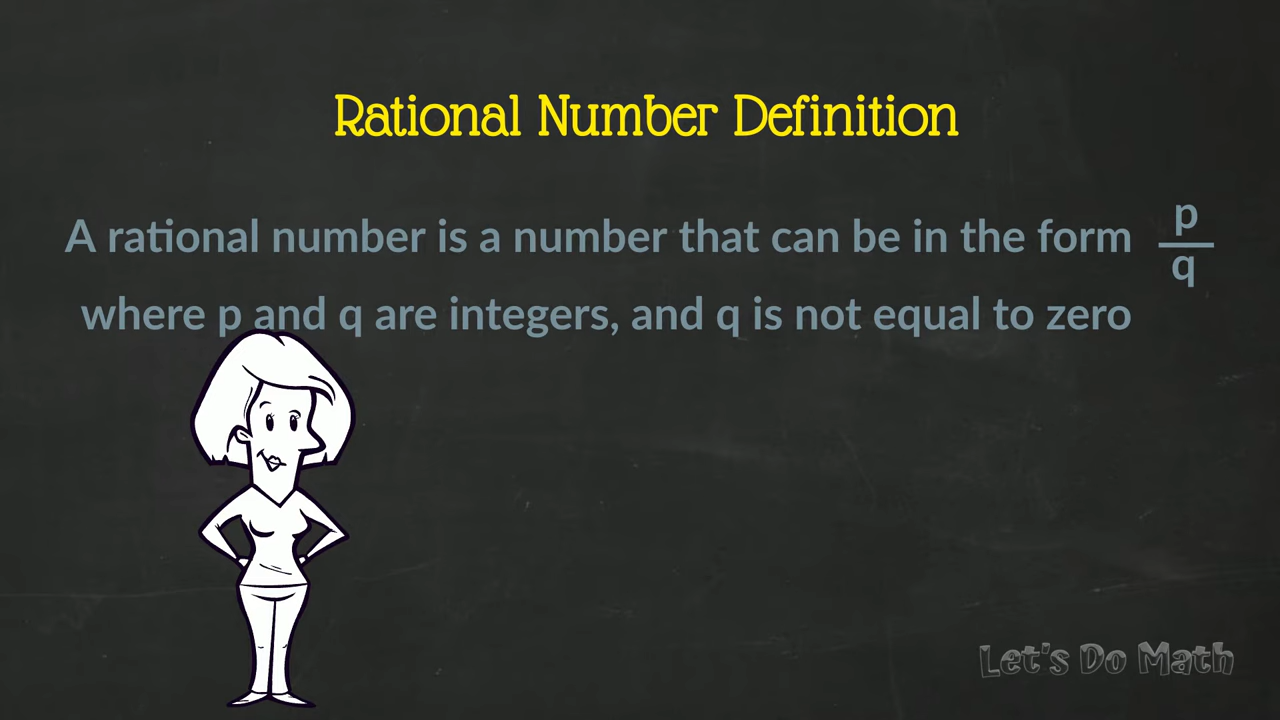 Rational Number Definition
A rational number is a number that can be in the form p/q
where p and q are integers, and q is not equal to zero
Let's Do Math